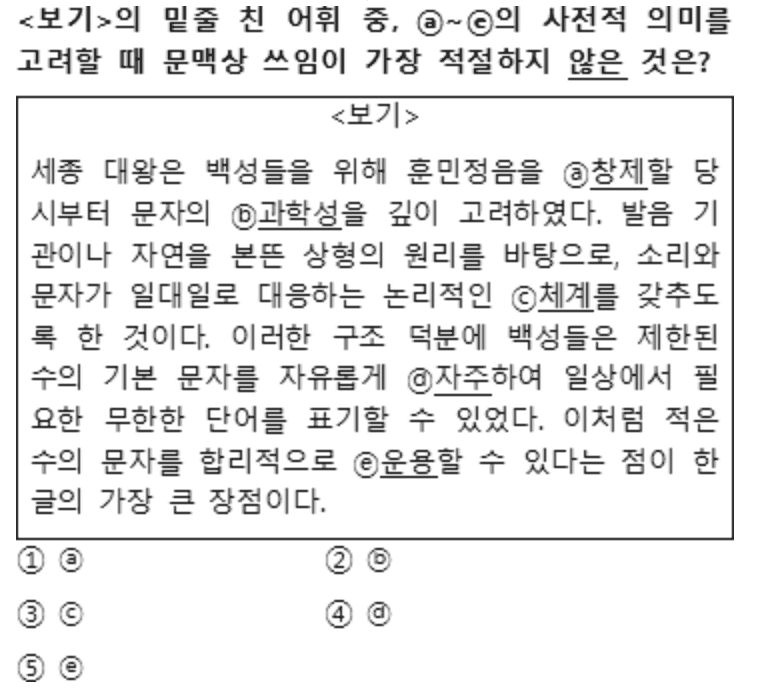 <보기>의 밑줄 친 어휘 중, ⓐ~ⓔ의 사전적 의미를
고려할 때 문맥상 쓰임이 가장 적절하지 않은 것은?
<보기>
세종 대왕은 백성들을 위해 훈민정음을 ⓐ창제할 당
시부터 문자의 ⓑ과학성을 깊이 고려하였다. 발음 기
관이나 자연을 본뜬 상형의 원리를 바탕으로, 소리와
문자가 일대일로 대응하는 논리적인 ⓒ체계를 갖추도
록 한 것이다. 이러한 구조 덕분에 백성들은 제한된
수의 기본 문자를 자유롭게 ⓓ자주하여 일상에서 필
요한 무한한 단어를 표기할 수 있었다. 이처럼 적은
수의 문자를 합리적으로 ⓔ운용할 수 있다는 점이 한
글의 가장 큰 장점이다.
① ⓐ ② ⓑ
③ ⓒ ④ ⓓ
⑤ ⓔ